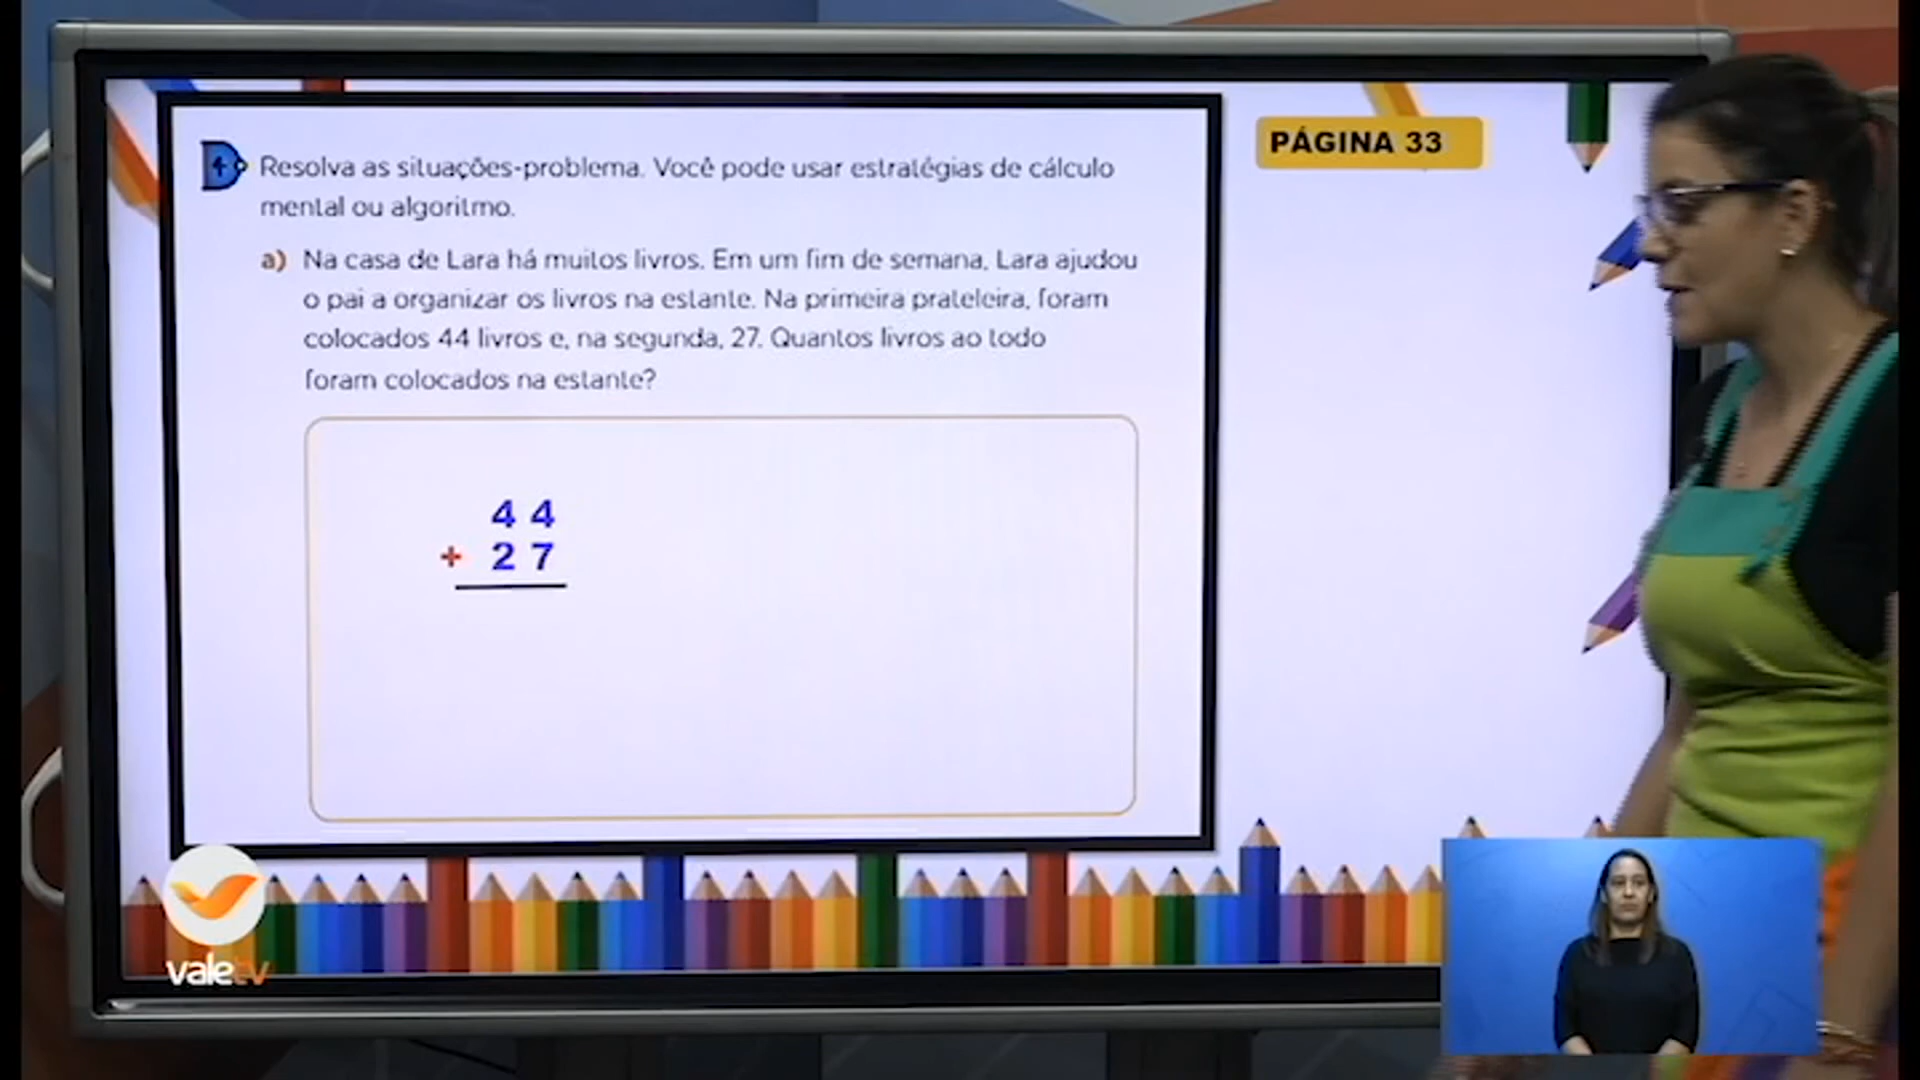 4 Resolva as situações-problema. Você pode usar estratégias de cálculo
mental ou algoritmo.
a) Na casa de Lara há muitos livros. Em um fim de semana, Lara ajudou
o pai a organizar os livros na estante. Na primeira prateleira, foram
colocados 44 livros e, na segunda, 27. Quantos livros ao todo
foram colocados na estante?
44
+ 27
PÁGINA 33
valetv